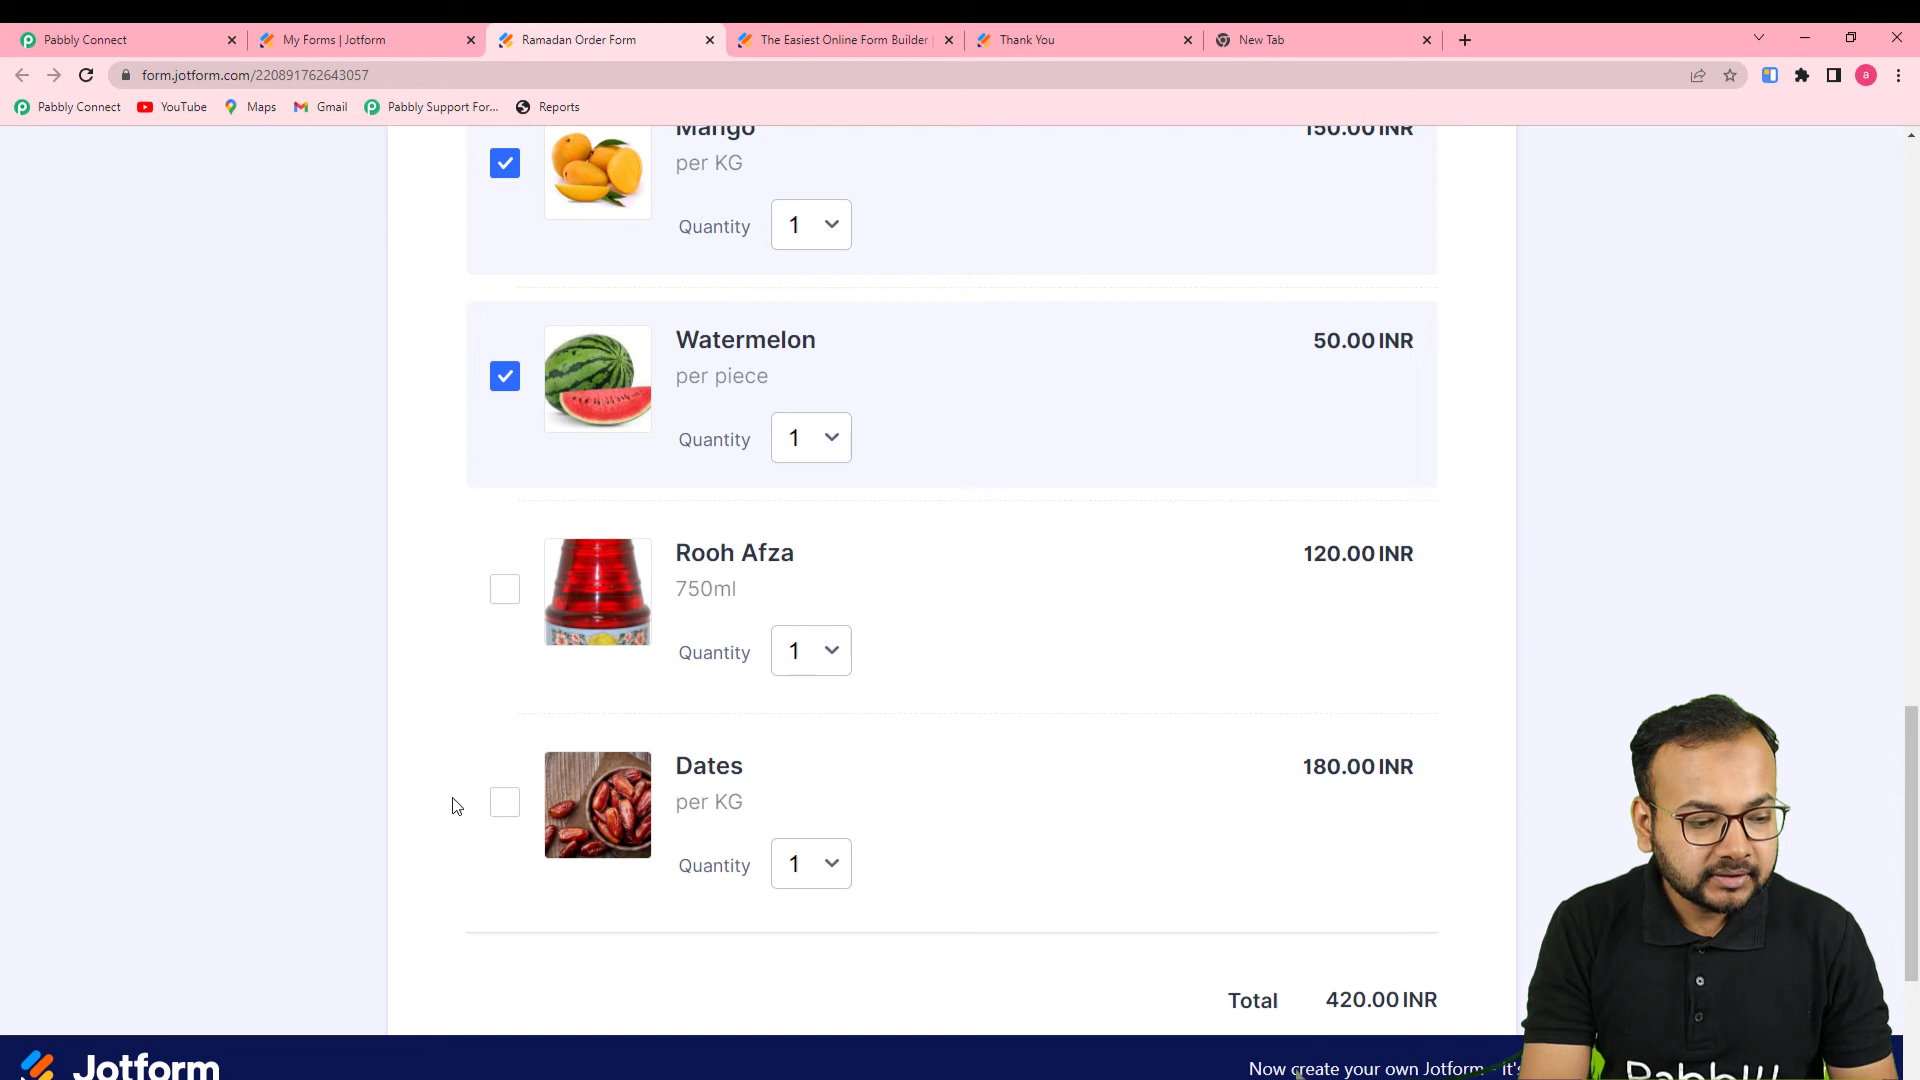 Pabbly Connect
My Forms | Jotform
Ramadan Order Form
The Easiest Online Form Builder
Thank You
New Tab
form.jotform.com/220891762643057
a
Pabbly Connect
YouTube
Maps
Gmail
Pabbly Support For...
Reports
Mango
150.00 INR
per KG
Quantity 1
Watermelon
50.00 INR
per piece
Quantity 1
Rooh Afza
120.00 INR
750ml
Quantity 1
Dates
180.00 INR
per KG
Quantity 1
Total 420.00 INR
Jotform
Now create your own Jotform - it's